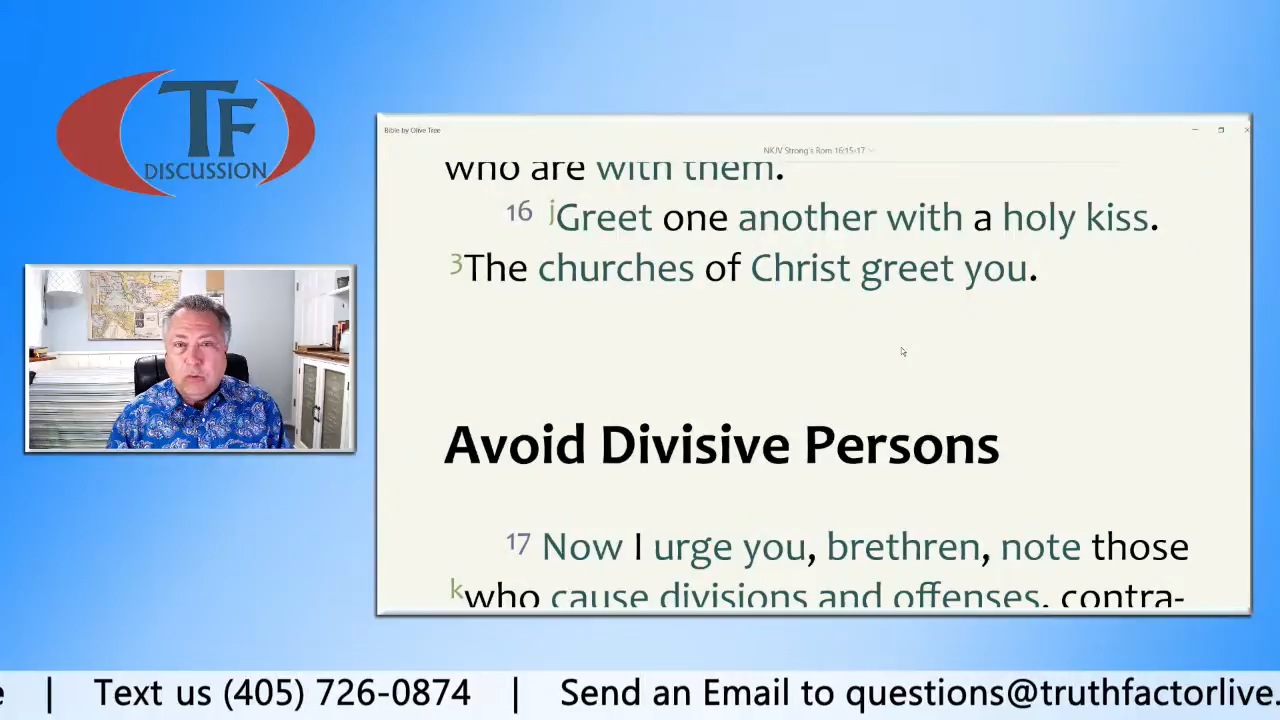 TF
DISCUSSION
Bible by Olive Tree
NKJV Strong's Rom 16:15-17
who are with them.
16 jGreet one another with a holy kiss.
3The churches of Christ greet you.
Avoid Divisive Persons
17 Now I urge you, brethren, note those
kwho cause divisions and offenses, contra-
e | Text us (405) 726-0874 | Send an Email to questions@truthfactorlive.